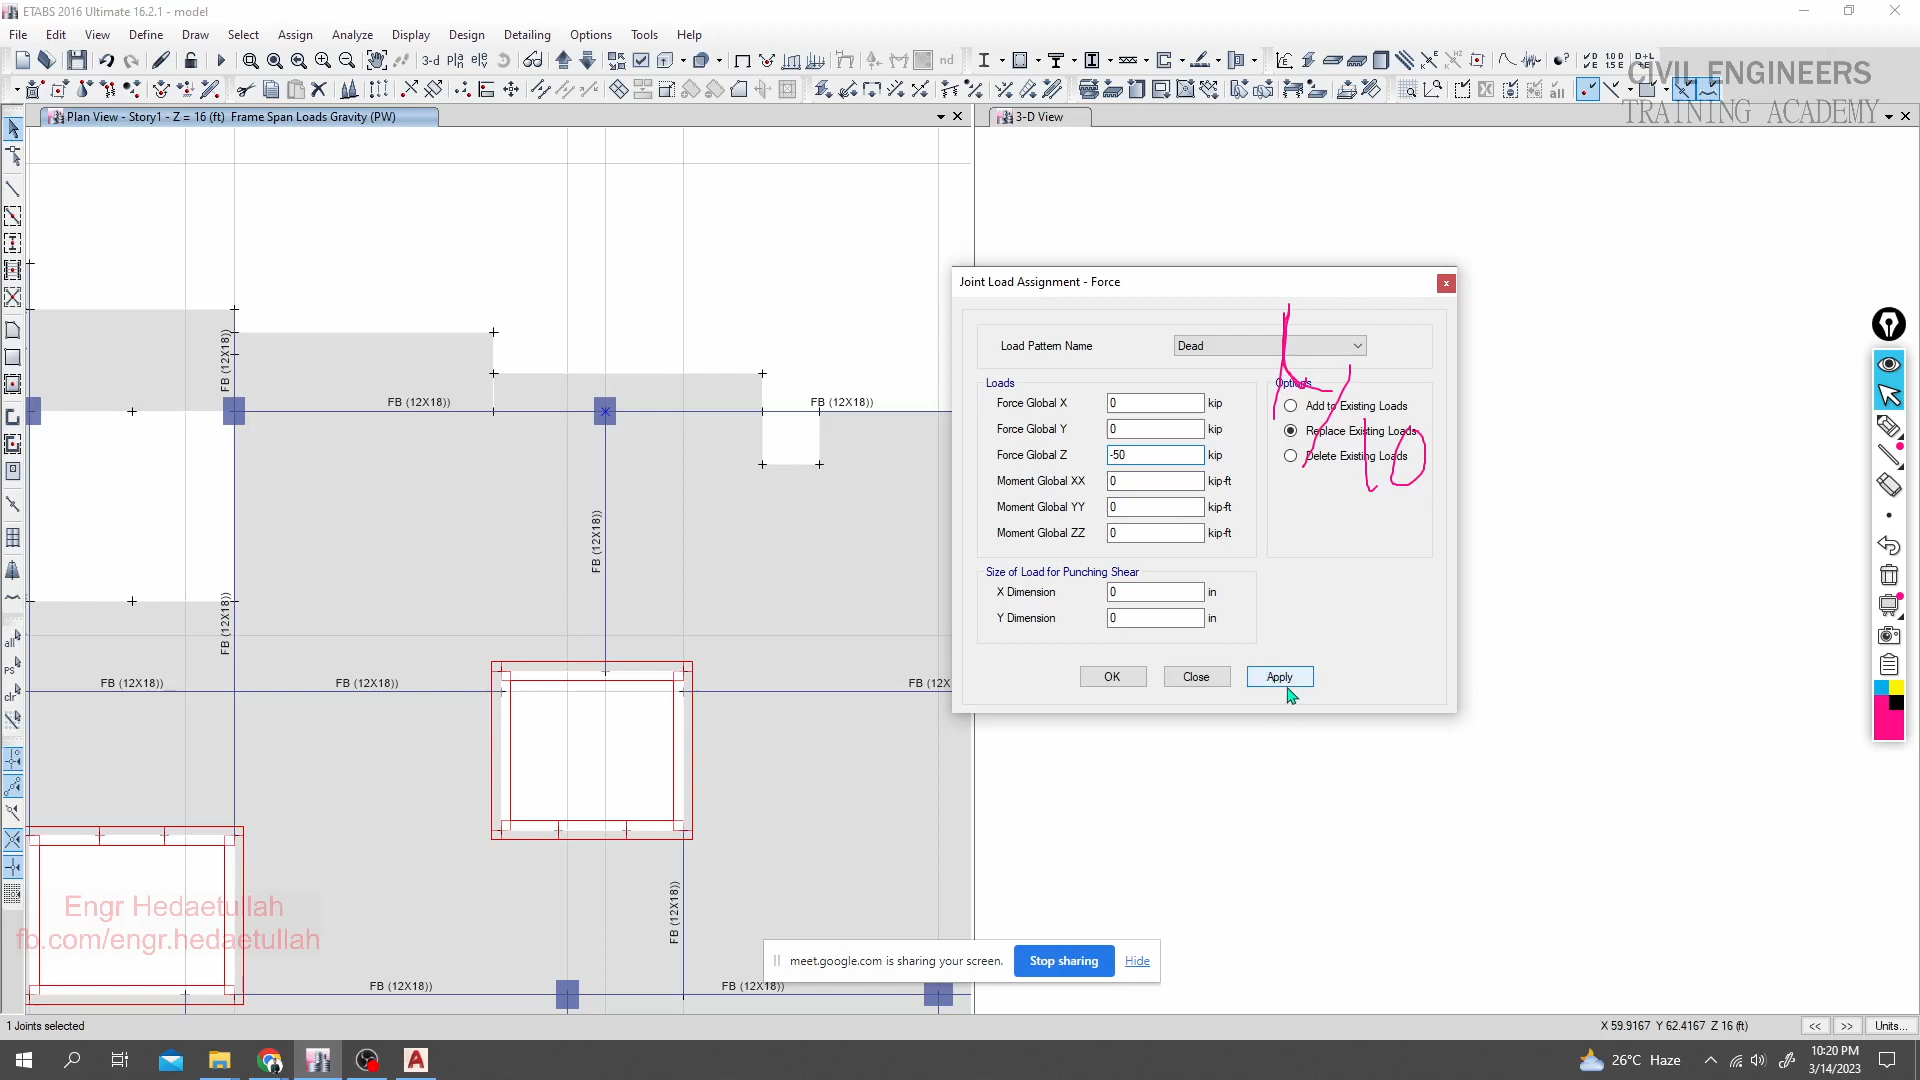 ETABS 2016 Ultimate 16.2.1 - model
File Edit View Define Draw Select Assign Analyze Display Design Detailing Options Tools Help
3-d
nd
CIVIL ENGINEERS
TRAINING ACADEMY
all
Plan View - Story1 - Z = 16 (ft) Frame Span Loads Gravity (PW)
3-D View
FB (12X18))
FB (12X18))
FB (12X18))
FB (12X18))
FB (12X18))
FB (12X18))
FB (12X18))
FB (12X
FB (12X18))
FB (12X18))
FB (12X18))
all
PS
clr
Engr Hedaetullah
fb.com/engr.hedaetullah
Joint Load Assignment - Force
Load Pattern Name Dead
Loads
Force Global X 0 kip
Force Global Y 0 kip
Force Global Z -50 kip
Moment Global XX 0 kip-ft
Moment Global YY 0 kip-ft
Moment Global ZZ 0 kip-ft
Options
Add to Existing Loads
Replace Existing Loads
Delete Existing Loads
10
Size of Load for Punching Shear
X Dimension 0 in
Y Dimension 0 in
OK Close Apply
meet.google.com is sharing your screen. Stop sharing Hide
1 Joints selected
X 59.9167 Y 62.4167 Z 16 (ft)
<< >> Units...
26°C Haze
10:20 PM
3/14/2023